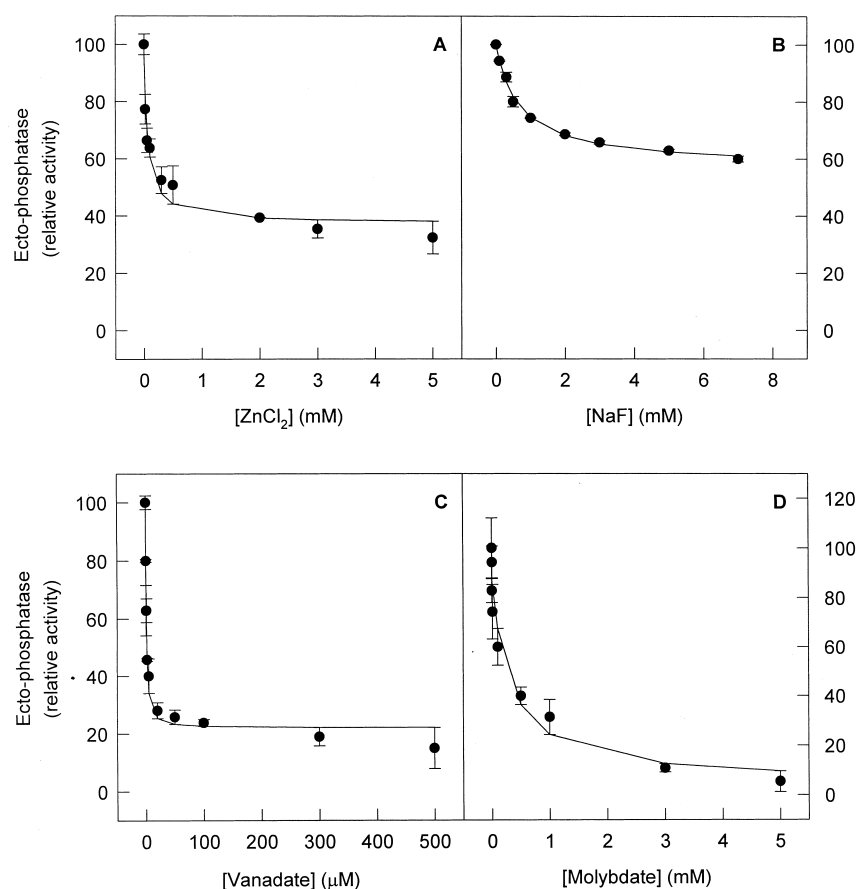 A
B
Ecto-phosphatase
(relative activity)
100
80
60
40
20
0
100
80
60
40
20
0
0 1 2 3 4 5
0 2 4 6 8
[ZnCl₂] (mM)
[NaF] (mM)
C
D
Ecto-phosphatase
(relative activity)
100
80
60
40
20
0
120
100
80
60
40
20
0
0 100 200 300 400 500
0 1 2 3 4 5
[Vanadate] (μM)
[Molybdate] (mM)